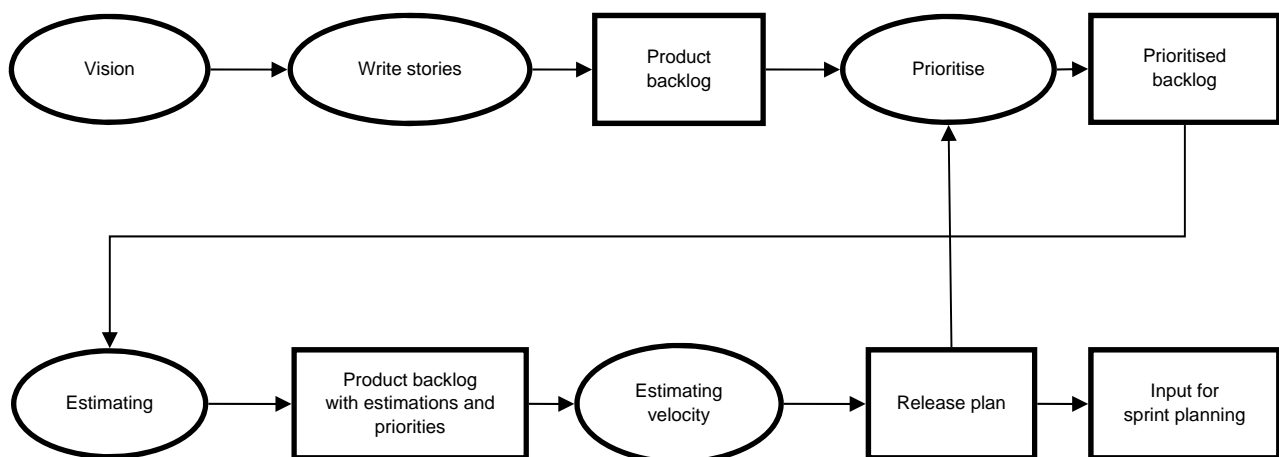 Vision
Write stories
Product
backlog
Prioritise
Prioritised
backlog
Estimating
Product backlog
with estimations and
priorities
Estimating
velocity
Release plan
Input for
sprint planning